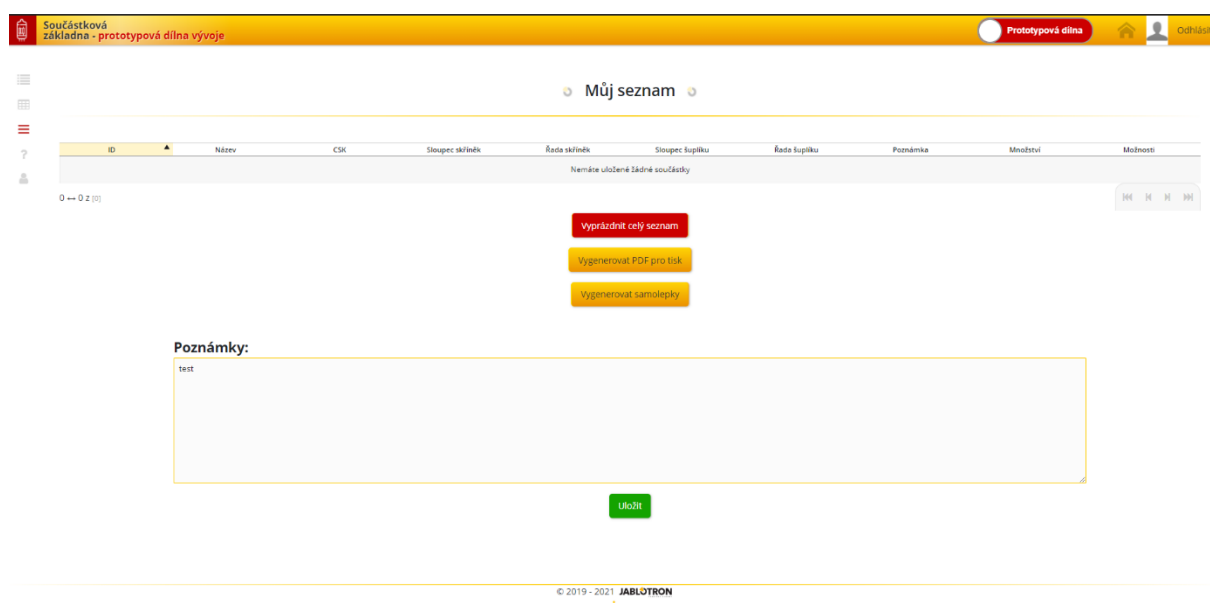 Součástková
základna - prototypová dílna vývoje
Prototypová dílna
Můj seznam
ID Název CSK Sloupec skříněk Řada skříněk Sloupec šuplíku Řada šuplíku Poznámka Množství Možnosti
Nemáte uložené žádné součástky
0 ↔ 0 z [0]
Vyprázdnit celý seznam
Vygenerovat PDF pro tisk
Vygenerovat samolepky
Poznámky:
test
Uložit
© 2019 - 2021 JABLOTRON